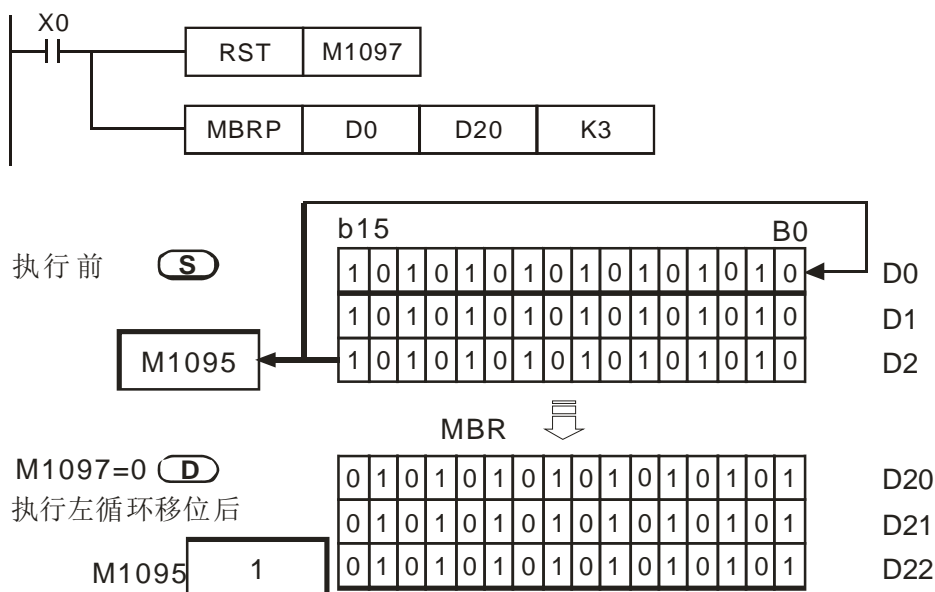 X0
RST M1097
MBRP D0 D20 K3
b15 B0
执行前 S 1 0 1 0 1 0 1 0 1 0 1 0 1 0 1 0 D0
1 0 1 0 1 0 1 0 1 0 1 0 1 0 1 0 D1
M1095 1 0 1 0 1 0 1 0 1 0 1 0 1 0 1 0 D2
MBR
M1097=0 D 0 1 0 1 0 1 0 1 0 1 0 1 0 1 0 1 D20
执行左循环移位后 0 1 0 1 0 1 0 1 0 1 0 1 0 1 0 1 D21
M1095 1 0 1 0 1 0 1 0 1 0 1 0 1 0 1 0 1 D22